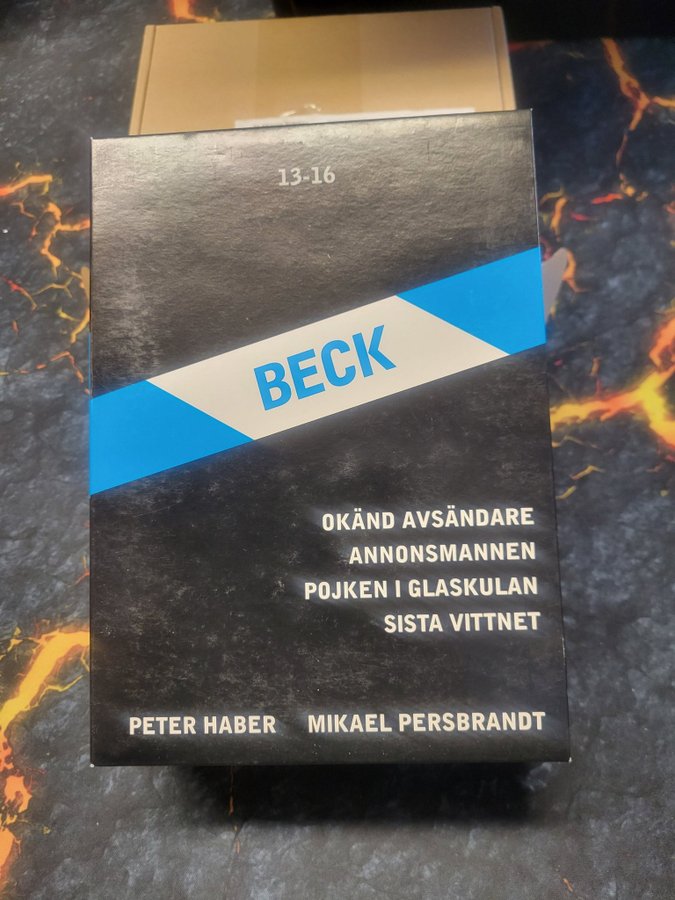 13-16
BECK
OKÄND AVSÄNDARE
ANNONSMANNEN
POJKEN I GLASKULAN
SISTA VITTNET
PETER HABER MIKAEL PERSBRANDT